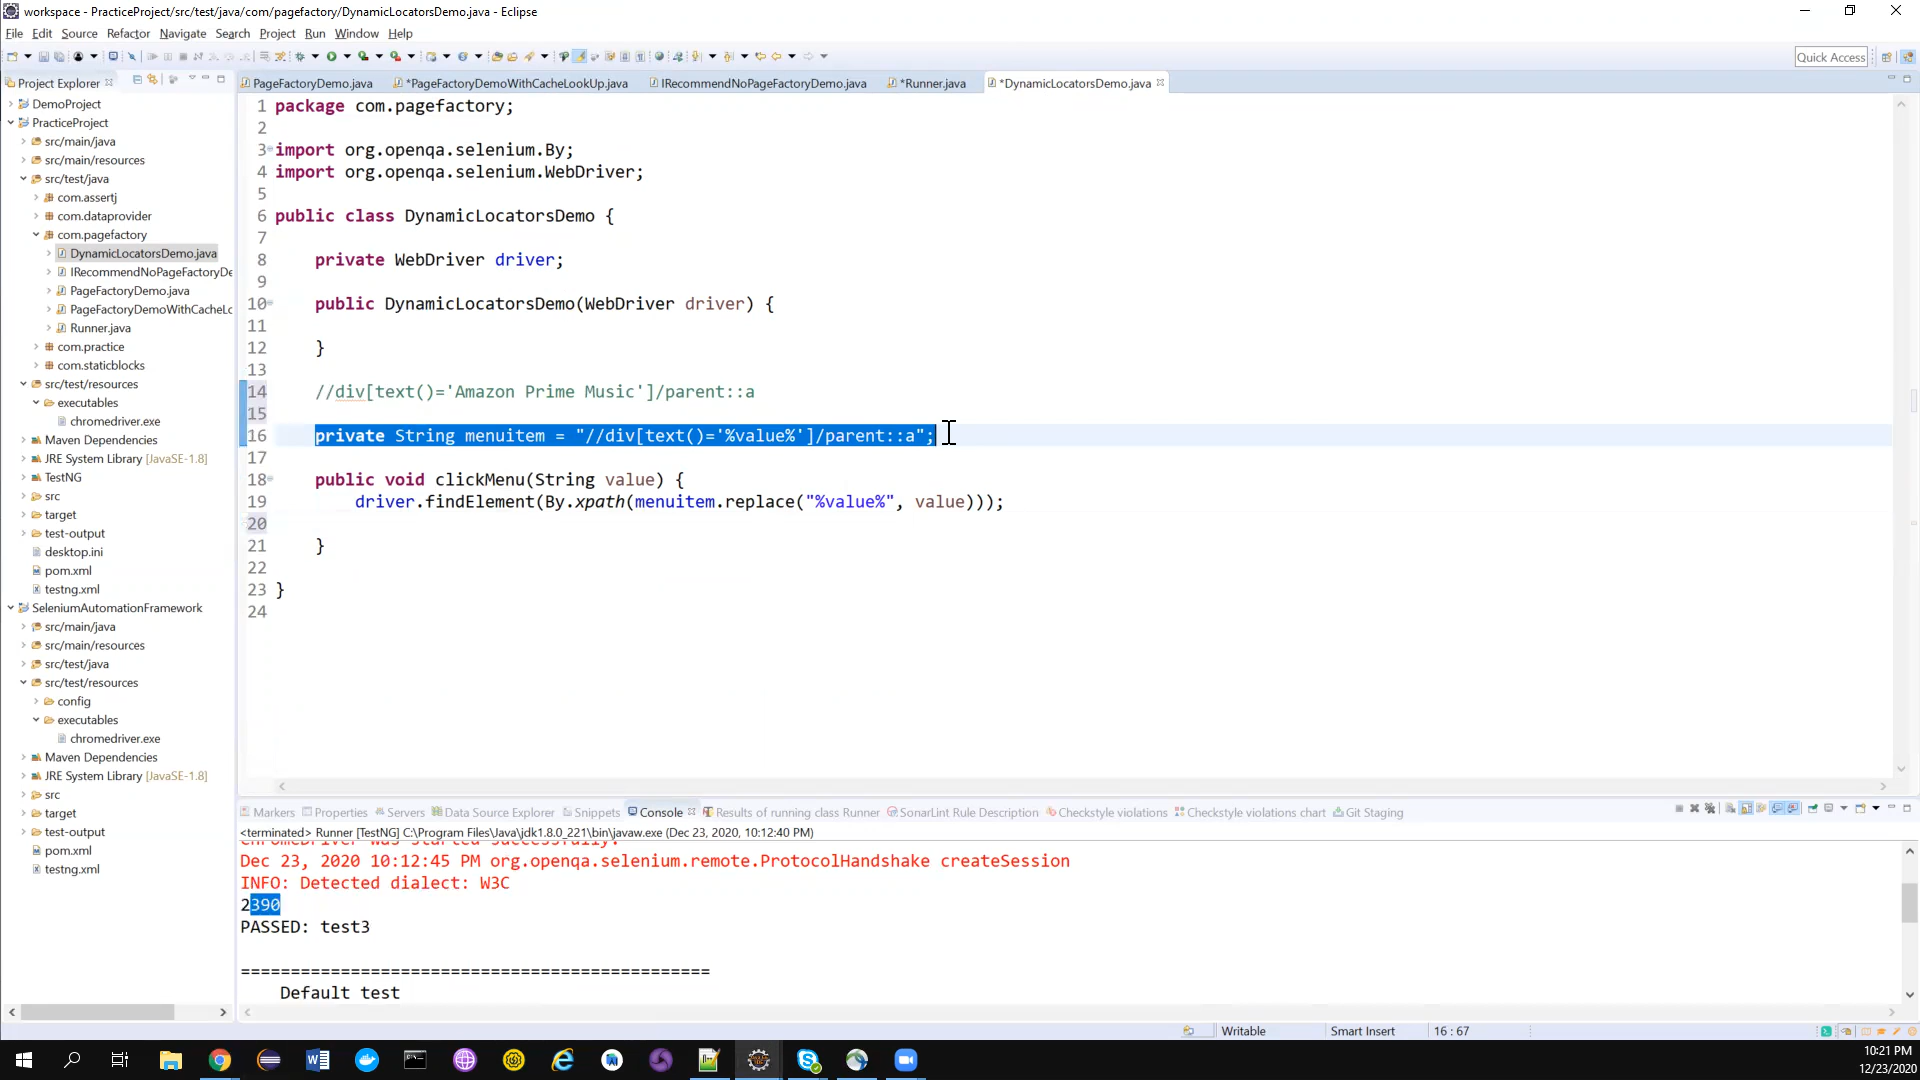 workspace - PracticeProject/src/test/java/com/pagefactory/DynamicLocatorsDemo.java - Eclipse
File Edit Source Refactor Navigate Search Project Run Window Help
Quick Access
Project Explorer
PageFactoryDemo.java *PageFactoryDemoWithCacheLookUp.java IRecommendNoPageFactoryDemo.java *Runner.java *DynamicLocatorsDemo.java
DemoProject
PracticeProject
src/main/java
src/main/resources
src/test/java
com.assertj
com.dataprovider
com.pagefactory
DynamicLocatorsDemo.java
IRecommendNoPageFactoryDe
PageFactoryDemo.java
PageFactoryDemoWithCacheLo
Runner.java
com.practice
com.staticblocks
src/test/resources
executables
chromedriver.exe
Maven Dependencies
JRE System Library [JavaSE-1.8]
TestNG
src
target
test-output
desktop.ini
pom.xml
testng.xml
SeleniumAutomationFramework
src/main/java
src/main/resources
src/test/java
src/test/resources
config
executables
chromedriver.exe
Maven Dependencies
JRE System Library [JavaSE-1.8]
src
target
test-output
pom.xml
testng.xml
1 package com.pagefactory;
2
3 import org.openqa.selenium.By;
4 import org.openqa.selenium.WebDriver;
5
6 public class DynamicLocatorsDemo {
7
8 private WebDriver driver;
9
10 public DynamicLocatorsDemo(WebDriver driver) {
11
12 }
13
14 //div[text()='Amazon Prime Music']/parent::a
15
16 private String menuitem = "//div[text()='%value%']/parent::a";
17
18 public void clickMenu(String value) {
19 driver.findElement(By.xpath(menuitem.replace("%value%", value)));
20
21 }
22
23 }
24
Markers Properties Servers Data Source Explorer Snippets Console Results of running class Runner SonarLint Rule Description Checkstyle violations Checkstyle violations chart Git Staging
<terminated> Runner [TestNG] C:\Program Files\Java\jdk1.8.0_221\bin\javaw.exe (Dec 23, 2020, 10:12:40 PM)
ChromeDriver was started successfully.
Dec 23, 2020 10:12:45 PM org.openqa.selenium.remote.ProtocolHandshake createSession
INFO: Detected dialect: W3C
2390
PASSED: test3
===============================================
Default test
Writable Smart Insert 16 : 67
10:21 PM
12/23/2020